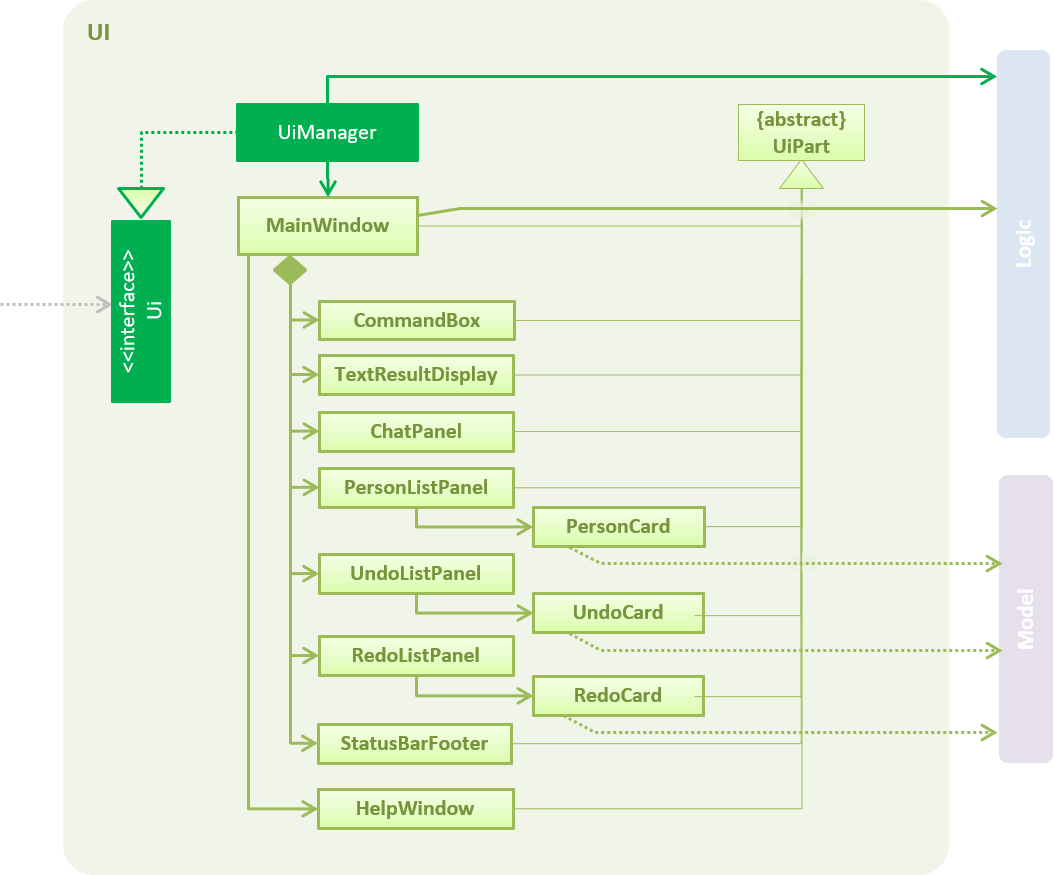 UI
UiManager
{abstract}
UiPart
MainWindow
<<interface>>
Ui
Logic
CommandBox
TextResultDisplay
ChatPanel
PersonListPanel
PersonCard
UndoListPanel
UndoCard
Model
RedoListPanel
RedoCard
StatusBarFooter
HelpWindow